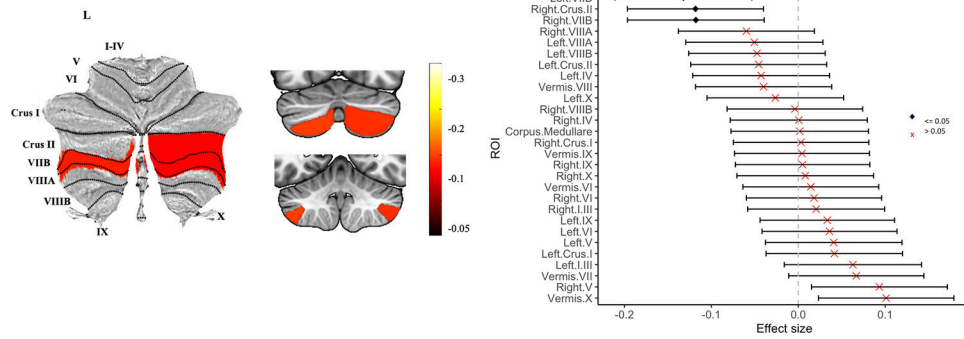 L
I-IV
V
VI
Crus I
Crus II
VIIB
VIIIA
VIIIB
IX
X
-0.3
-0.2
-0.1
-0.05
ROI
Right.Crus.II
Right.VIIB
Right.VIIIA
Left.VIIIA
Left.VIIIB
Left.Crus.II
Left.IV
Vermis.VIII
Left.X
Right.VIIIB
Right.IV
Corpus.Medullare
Right.Crus.I
Vermis.IX
Right.IX
Right.X
Vermis.VI
Right.VI
Right.I.III
Left.IX
Left.VI
Left.V
Left.Crus.I
Left.I.III
Vermis.VII
Right.V
Vermis.X
-0.2 -0.1 0.0 0.1
Effect size
<= 0.05
> 0.05